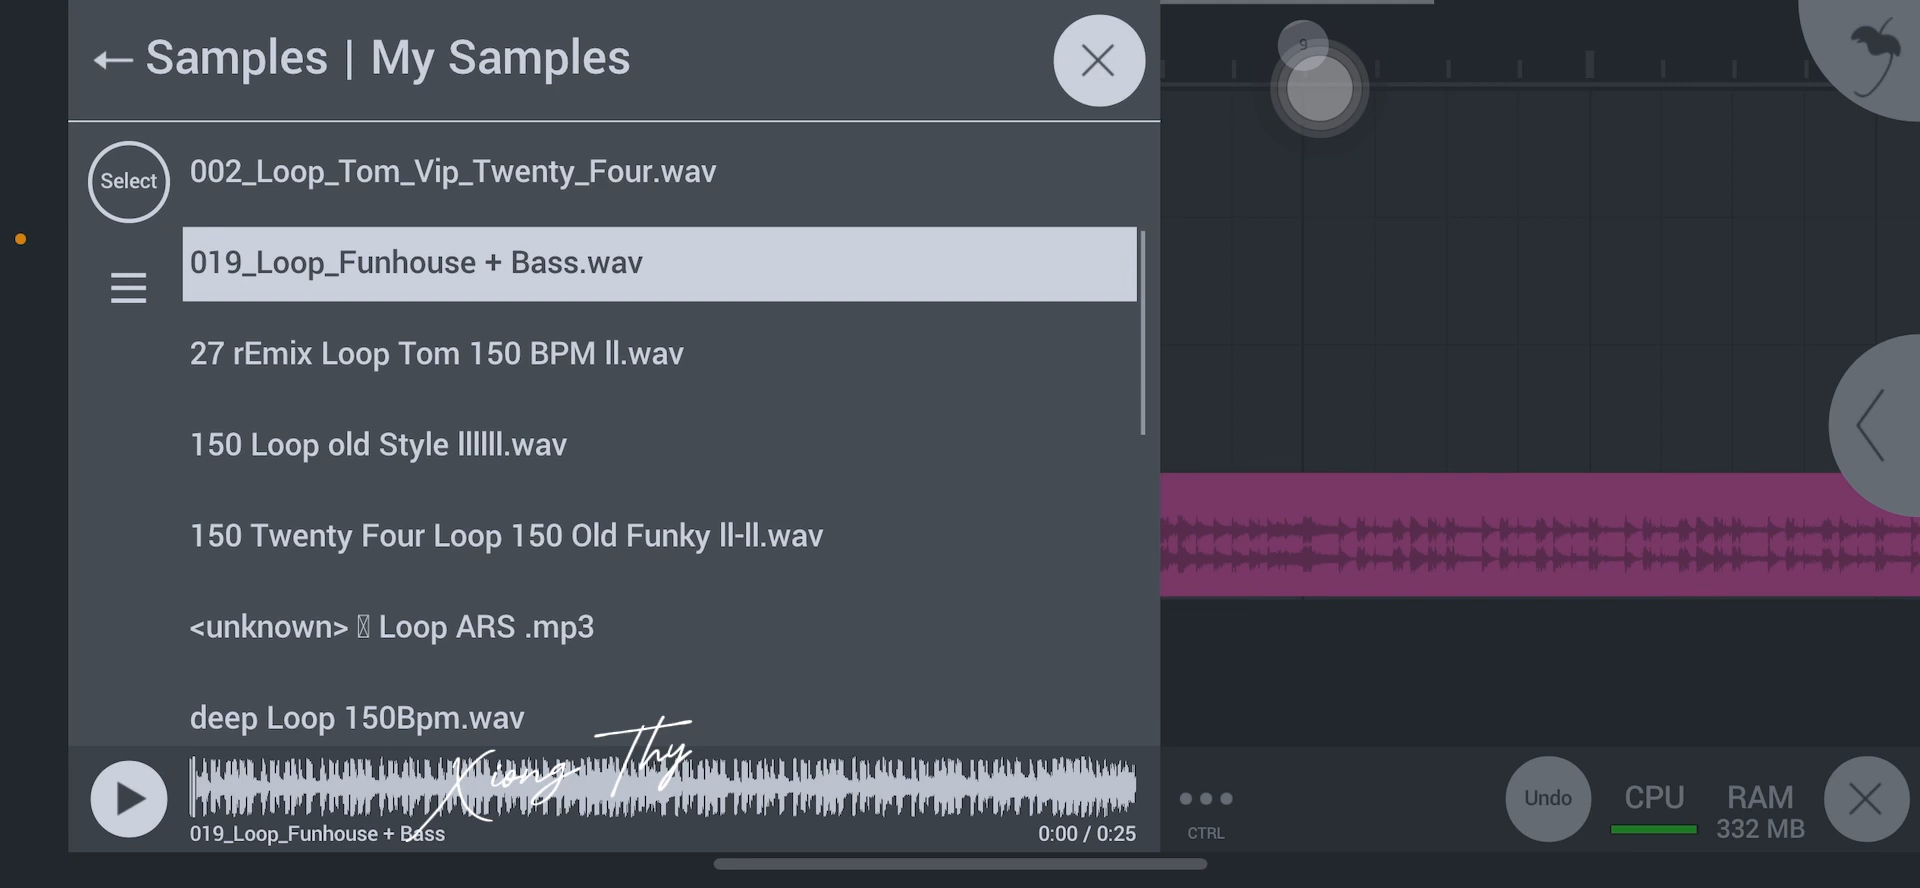 Samples | My Samples
9
Select
002_Loop_Tom_Vip_Twenty_Four.wav
019_Loop_Funhouse + Bass.wav
27 rEmix Loop Tom 150 BPM ll.wav
150 Loop old Style llllll.wav
150 Twenty Four Loop 150 Old Funky ll-ll.wav
<unknown> Loop ARS .mp3
deep Loop 150Bpm.wav
Xiong Thy
019_Loop_Funhouse + Bass
0:00 / 0:25
CTRL
Undo
CPU
RAM
332 MB